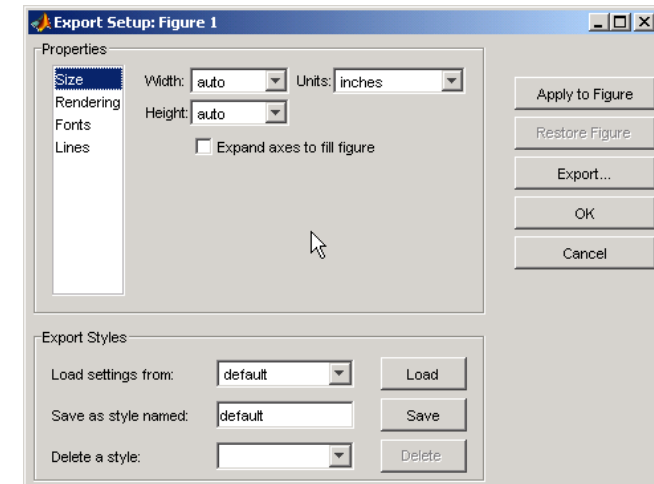 Export Setup: Figure 1
Properties
Size
Rendering
Fonts
Lines
Width: auto Units: inches
Height: auto
Expand axes to fill figure
Apply to Figure
Restore Figure
Export...
OK
Cancel
Export Styles
Load settings from: default Load
Save as style named: default Save
Delete a style: Delete